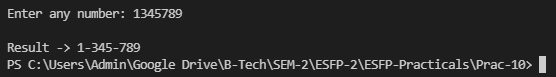 Enter any number: 1345789
Result -> 1-345-789
PS C:\Users\Admin\Google Drive\B-Tech\SEM-2\ESFP-2\ESFP-Practicals\Prac-10>